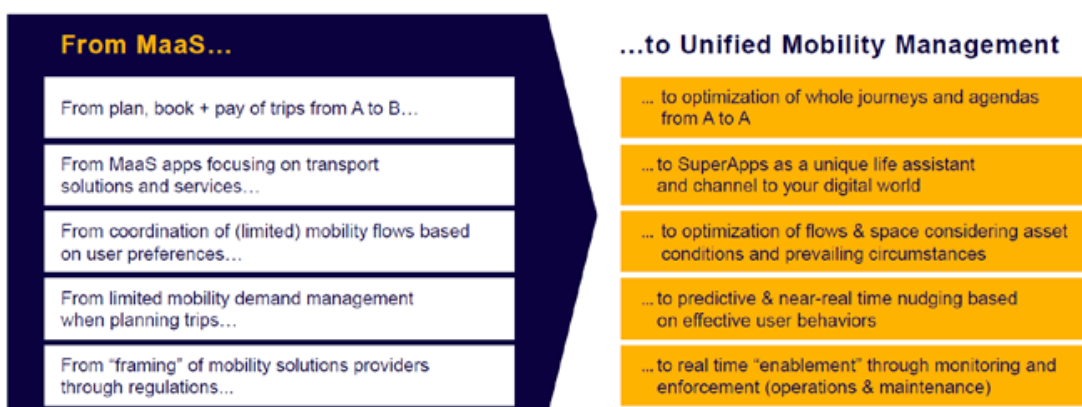 From MaaS...
From plan, book + pay of trips from A to B...
From MaaS apps focusing on transport
solutions and services...
From coordination of (limited) mobility flows based
on user preferences...
From limited mobility demand management
when planning trips...
From “framing” of mobility solutions providers
through regulations...
...to Unified Mobility Management
... to optimization of whole journeys and agendas
from A to A
... to SuperApps as a unique life assistant
and channel to your digital world
... to optimization of flows & space considering asset
conditions and prevailing circumstances
... to predictive & near-real time nudging based
on effective user behaviors
... to real time “enablement” through monitoring and
enforcement (operations & maintenance)